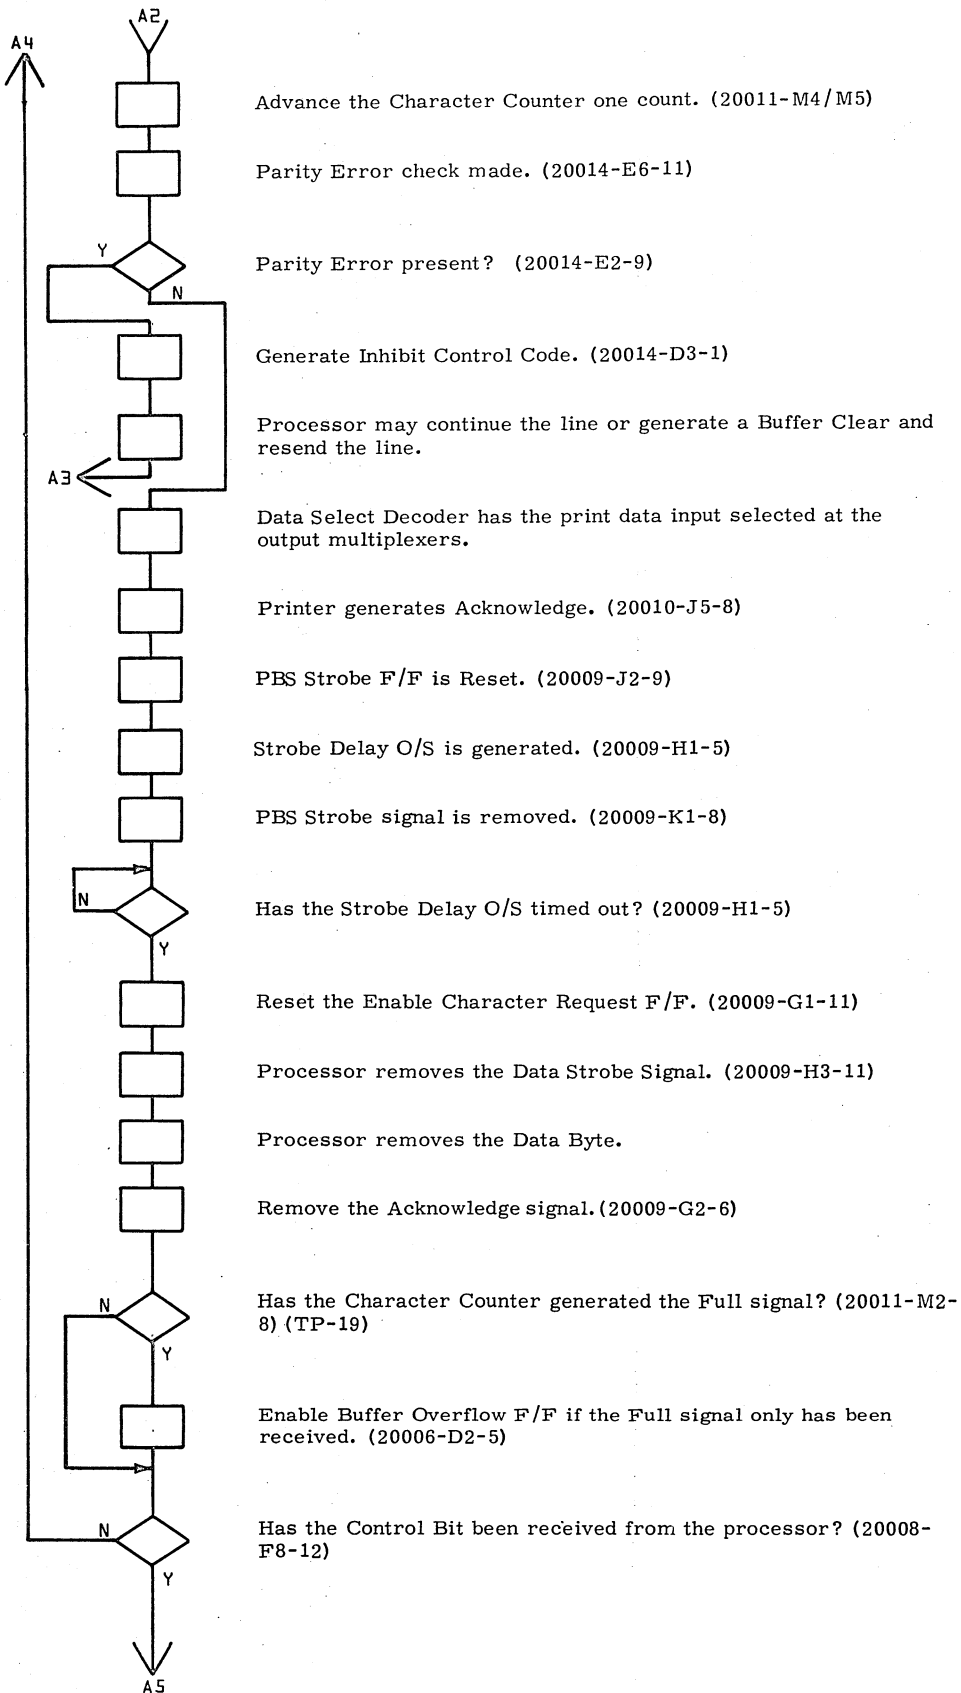 A2
A4
Advance the Character Counter one count. (20011-M4/M5)
Parity Error check made. (20014-E6-11)
Y
Parity Error present? (20014-E2-9)
N
Generate Inhibit Control Code. (20014-D3-1)
Processor may continue the line or generate a Buffer Clear and
resend the line.
A3
Data Select Decoder has the print data input selected at the
output multiplexers.
Printer generates Acknowledge. (20010-J5-8)
PBS Strobe F/F is Reset. (20009-J2-9)
Strobe Delay O/S is generated. (20009-H1-5)
PBS Strobe signal is removed. (20009-K1-8)
N
Has the Strobe Delay O/S timed out? (20009-H1-5)
Y
Reset the Enable Character Request F/F. (20009-G1-11)
Processor removes the Data Strobe Signal. (20009-H3-11)
Processor removes the Data Byte.
Remove the Acknowledge signal. (20009-G2-6)
N
Has the Character Counter generated the Full signal? (20011-M2-
8) (TP-19)
Y
Enable Buffer Overflow F/F if the Full signal only has been
received. (20006-D2-5)
N
Has the Control Bit been received from the processor? (20008-
F8-12)
Y
A5